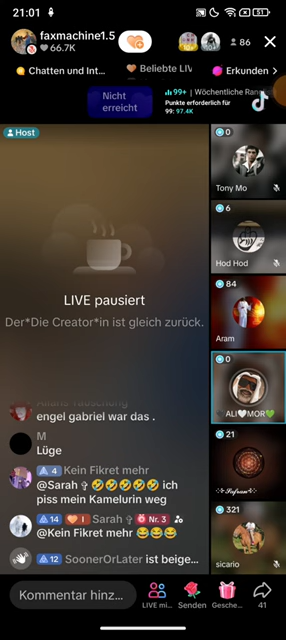 21:01
51
faxmachine1.5
66.7K
86
Chatten und Int...
Beliebte LIV
Erkunden >
Nicht
erreicht
99+ | Wöchentliche Rang
Punkte erforderlich für
99: 97.4K
Host
0
Tony Mo
LIVE pausiert
Der*Die Creator*in ist gleich zurück.
6
Hod Hod
84
Aram
0
ALI🤍MOR💚
engel gabriel war das .
M
Lüge
4 Kein Fikret mehr
@Sarah ✞ 🤣🤣🤣🤣🤣 ich
piss mein Kamelurin weg
14 I Sarah ✞ Nr. 3
@Kein Fikret mehr 😂😂😂
12 SoonerOrLater ist beige...
21
321
sicario
Kommentar hinz...
LIVE mi...
Senden
Gesche...
41